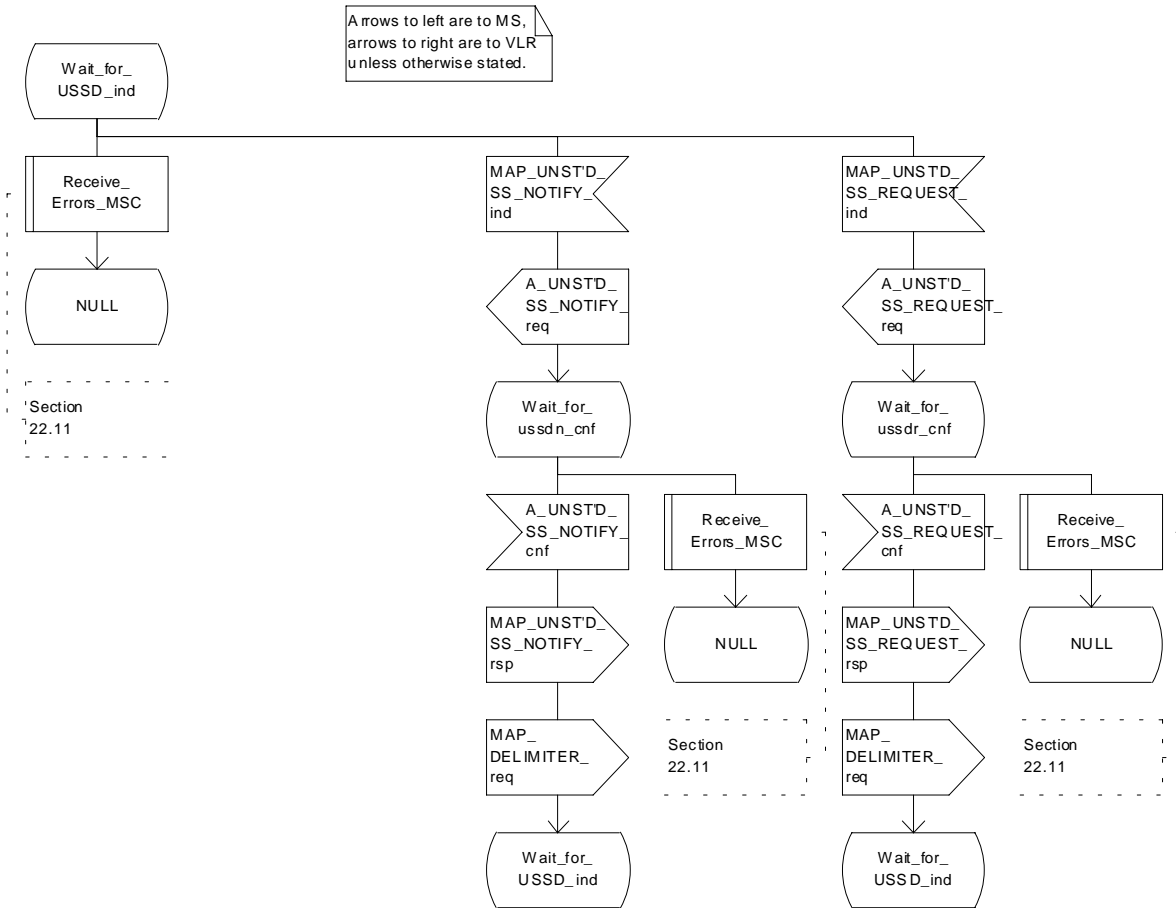 Arrows to left are to MS,
arrows to right are to VLR
unless otherwise stated.
Wait_for_
USSD_ind
Receive_
Errors_MSC
NULL
Section
22.11
MAP_UNST'D_
SS_NOTIFY_
ind
A_UNST'D_
SS_NOTIFY_
req
Wait_for_
ussdn_cnf
A_UNST'D_
SS_NOTIFY_
cnf
MAP_UNST'D_
SS_NOTIFY_
rsp
MAP_
DELIMITER_
req
Wait_for_
USSD_ind
Receive_
Errors_MSC
NULL
Section
22.11
MAP_UNST'D_
SS_REQUEST_
ind
A_UNST'D_
SS_REQUEST_
req
Wait_for_
ussdr_cnf
A_UNST'D_
SS_REQUEST_
cnf
MAP_UNST'D_
SS_REQUEST_
rsp
MAP_
DELIMITER_
req
Wait_for_
USSD_ind
Receive_
Errors_MSC
NULL
Section
22.11